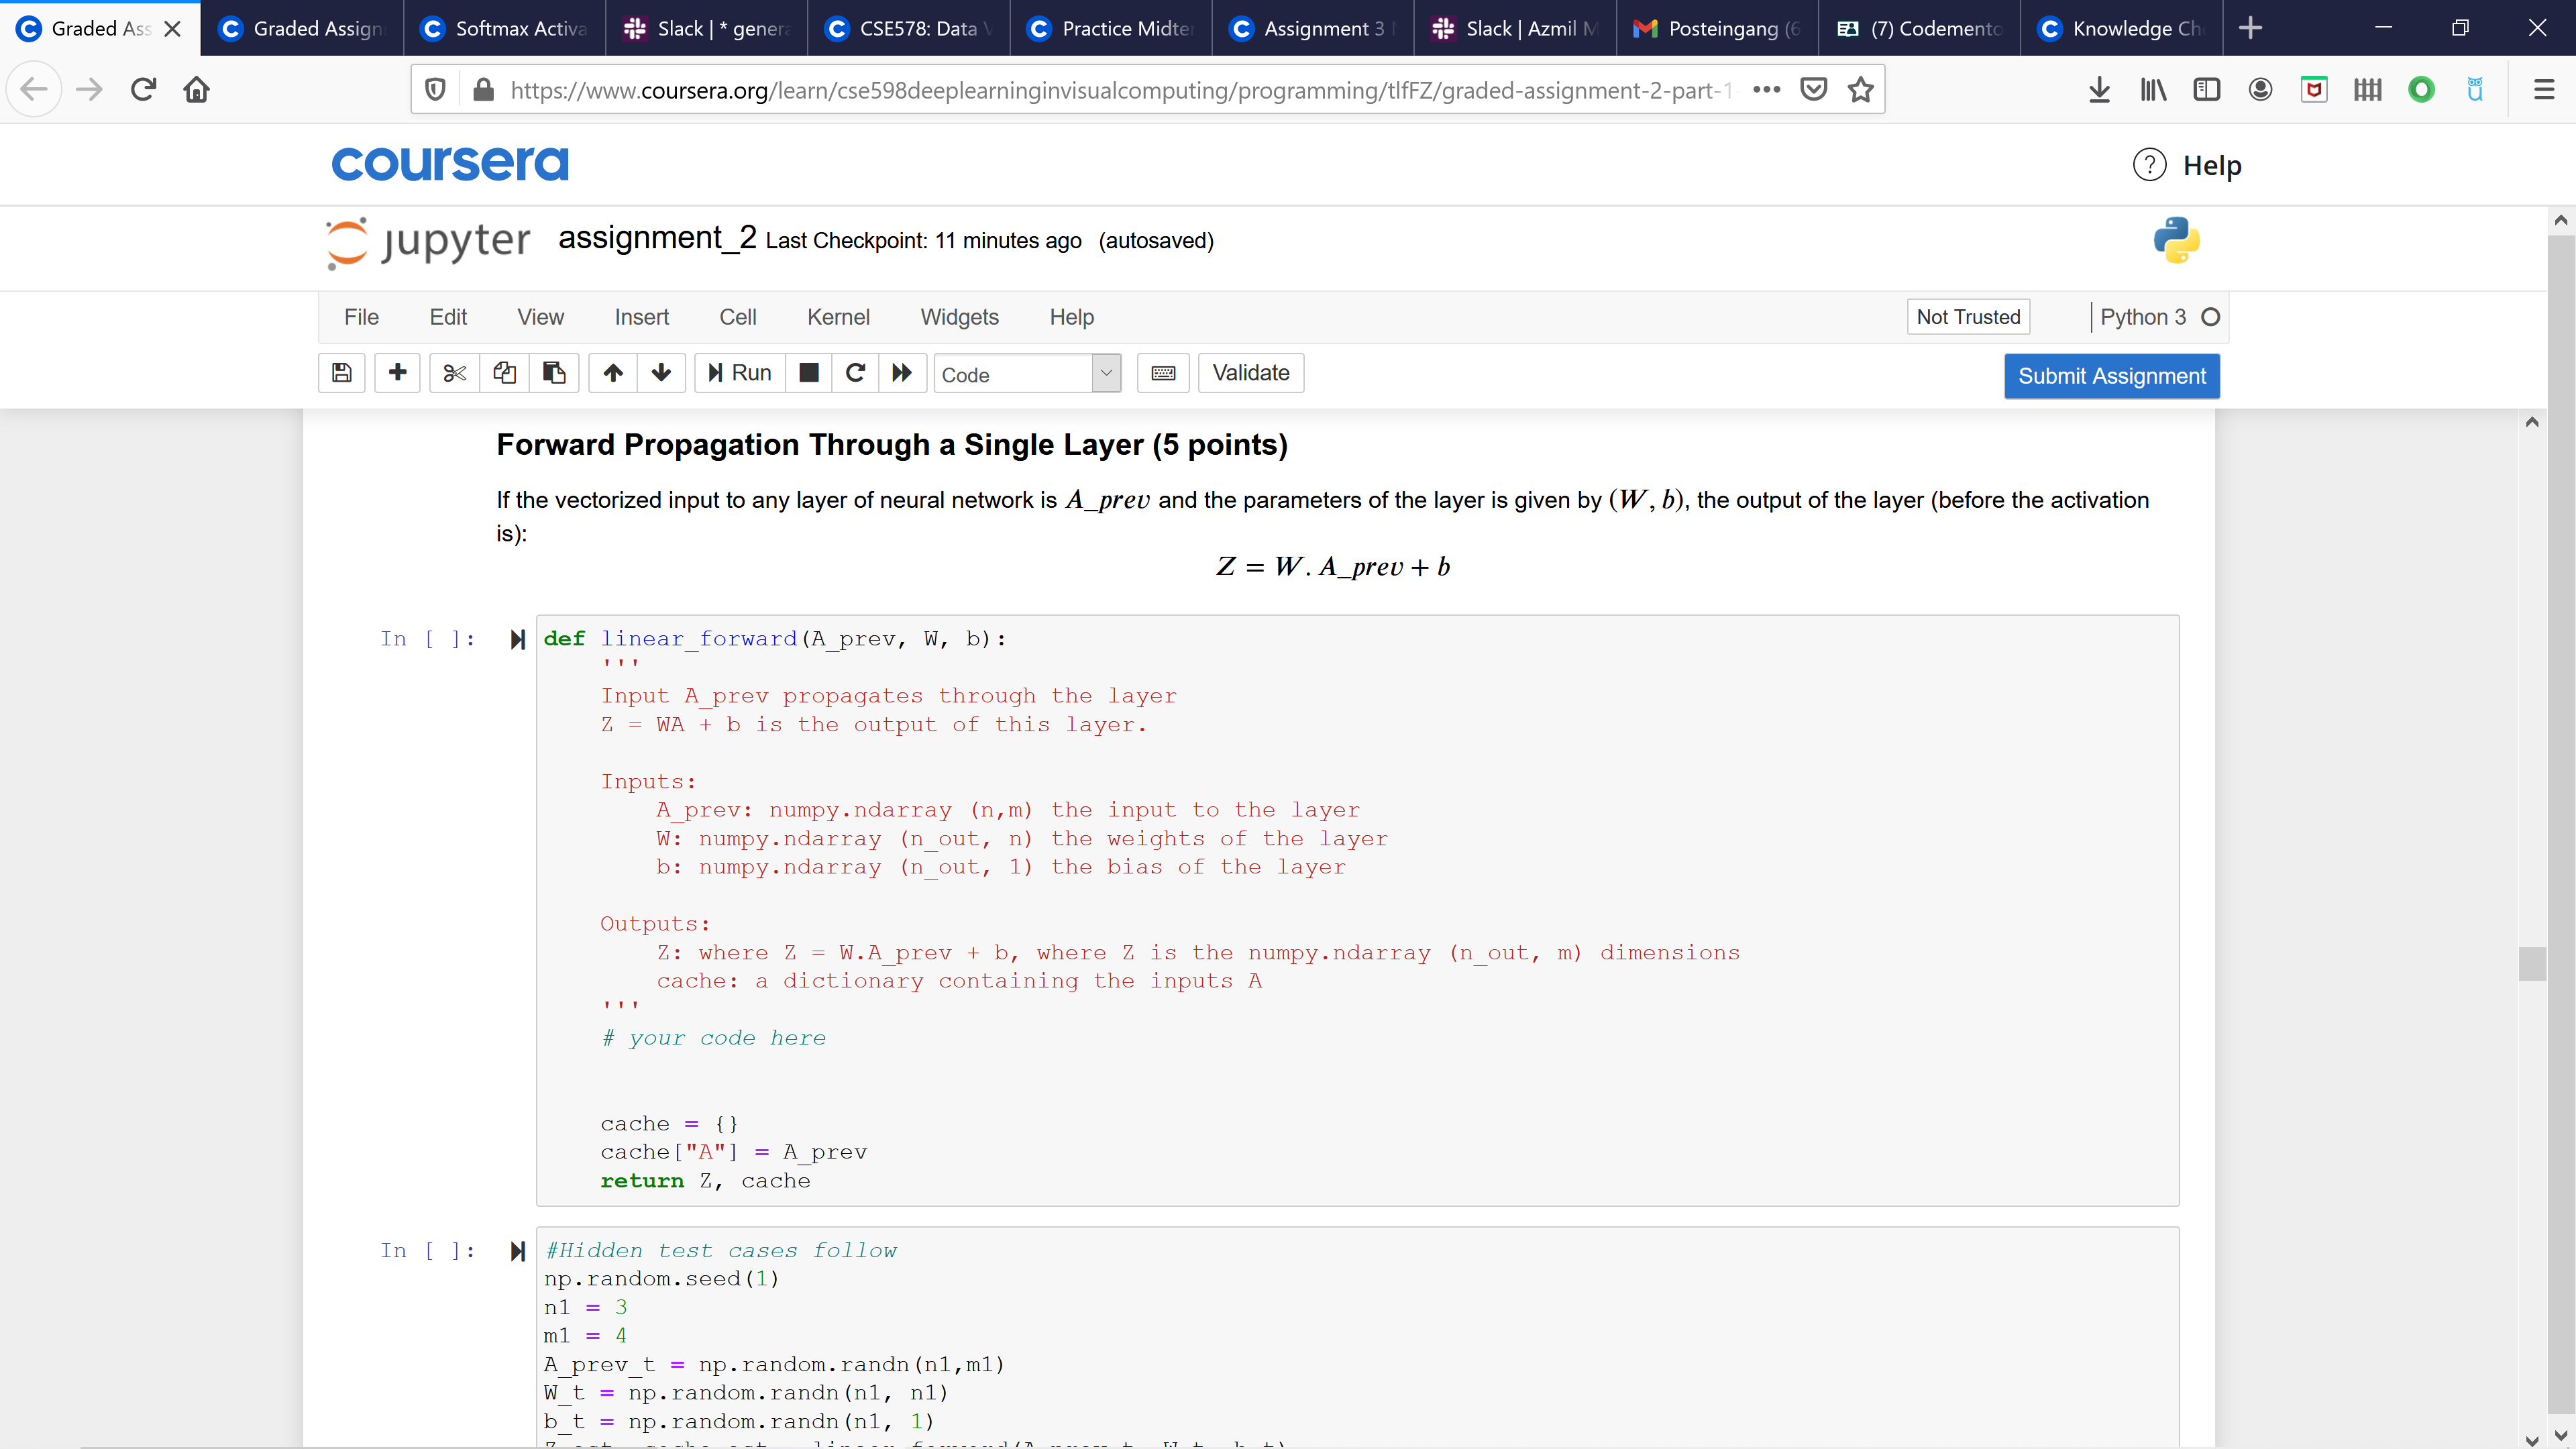 Graded Ass
Graded Assign
Softmax Activa
Slack | * genera
CSE578: Data V
Practice Midter
Assignment 3
Slack | Azmil M
Posteingang (6
(7) Codemento
Knowledge Ch
https://www.coursera.org/learn/cse598deeplearninginvisualcomputing/programming/tlfFZ/graded-assignment-2-part-1-
coursera
? Help
jupyter assignment_2 Last Checkpoint: 11 minutes ago (autosaved)
File Edit View Insert Cell Kernel Widgets Help Not Trusted Python 3
Run Code Validate Submit Assignment
Forward Propagation Through a Single Layer (5 points)
If the vectorized input to any layer of neural network is A_prev and the parameters of the layer is given by (W, b), the output of the layer (before the activation
is):
Z = W. A_prev + b
In [ ]: def linear_forward(A_prev, W, b):
'''
Input A_prev propagates through the layer
Z = WA + b is the output of this layer.
Inputs:
A_prev: numpy.ndarray (n,m) the input to the layer
W: numpy.ndarray (n_out, n) the weights of the layer
b: numpy.ndarray (n_out, 1) the bias of the layer
Outputs:
Z: where Z = W.A_prev + b, where Z is the numpy.ndarray (n_out, m) dimensions
cache: a dictionary containing the inputs A
'''
# your code here
cache = {}
cache["A"] = A_prev
return Z, cache
In [ ]: #Hidden test cases follow
np.random.seed(1)
n1 = 3
m1 = 4
A_prev_t = np.random.randn(n1,m1)
W_t = np.random.randn(n1, n1)
b_t = np.random.randn(n1, 1)